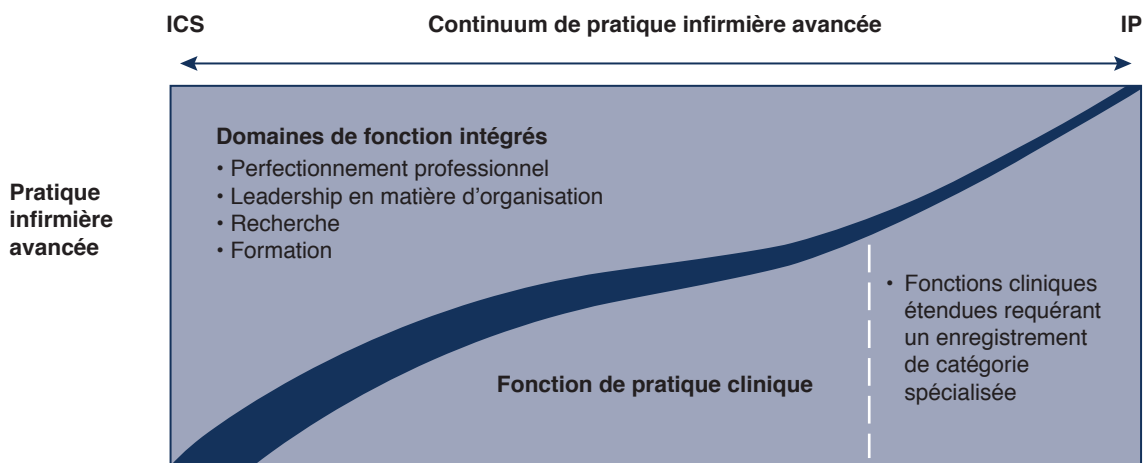 ICS
Continuum de pratique infirmière avancée
IP
Pratique
infirmière
avancée
Domaines de fonction intégrés
• Perfectionnement professionnel
• Leadership en matière d'organisation
• Recherche
• Formation
Fonction de pratique clinique
• Fonctions cliniques
étendues requérant
un enregistrement
de catégorie
spécialisée